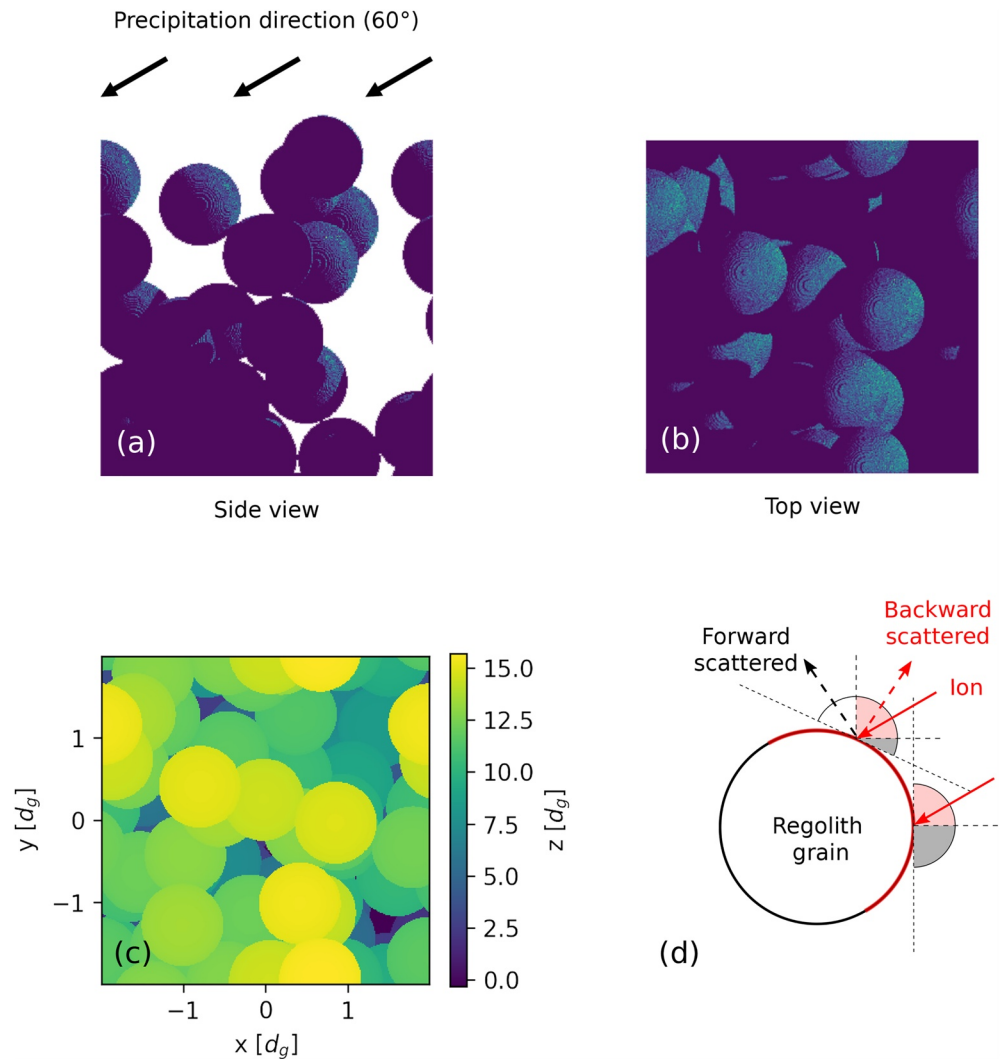 Precipitation direction (60°)
(a)
(b)
Side view
Top view
1
0
−1
y [d_g]
−1
0
1
x [d_g]
(c)
15.0
12.5
10.0
7.5
5.0
2.5
0.0
z [d_g]
Forward
scattered
Backward
scattered
Ion
Regolith
grain
(d)